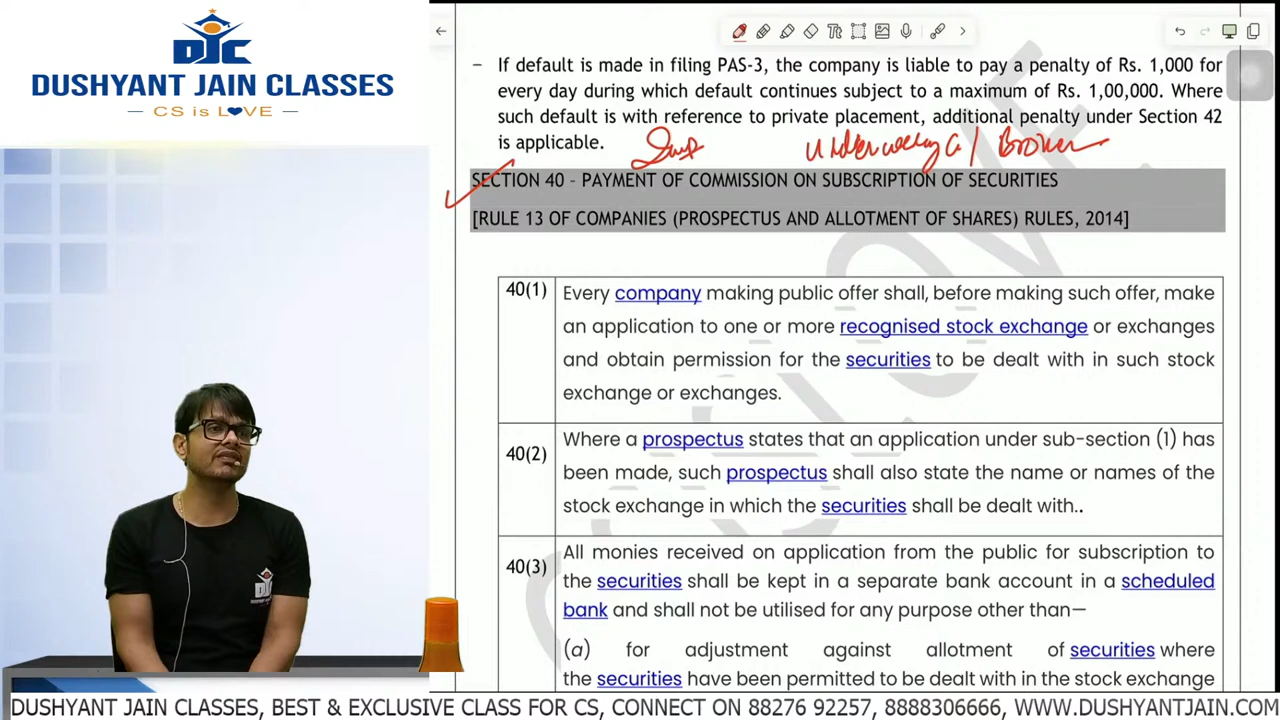 DJC
DUSHYANT JAIN CLASSES
CS is LOVE
– If default is made in filing PAS-3, the company is liable to pay a penalty of Rs. 1,000 for
every day during which default continues subject to a maximum of Rs. 1,00,000. Where
such default is with reference to private placement, additional penalty under Section 42
is applicable.
Imp
Broker
SECTION 40 – PAYMENT OF COMMISSION ON SUBSCRIPTION OF SECURITIES
[RULE 13 OF COMPANIES (PROSPECTUS AND ALLOTMENT OF SHARES) RULES, 2014]
40(1) Every company making public offer shall, before making such offer, make
an application to one or more recognised stock exchange or exchanges
and obtain permission for the securities to be dealt with in such stock
exchange or exchanges.
40(2) Where a prospectus states that an application under sub-section (1) has
been made, such prospectus shall also state the name or names of the
stock exchange in which the securities shall be dealt with..
40(3) All monies received on application from the public for subscription to
the securities shall be kept in a separate bank account in a scheduled
bank and shall not be utilised for any purpose other than—
(a) for adjustment against allotment of securities where
the securities have been permitted to be dealt with in the stock exchange
DUSHYANT JAIN CLASSES, BEST & EXCLUSIVE CLASS FOR CS, CONNECT ON 88276 92257, 8888306666, WWW.DUSHYANTJAIN.COM